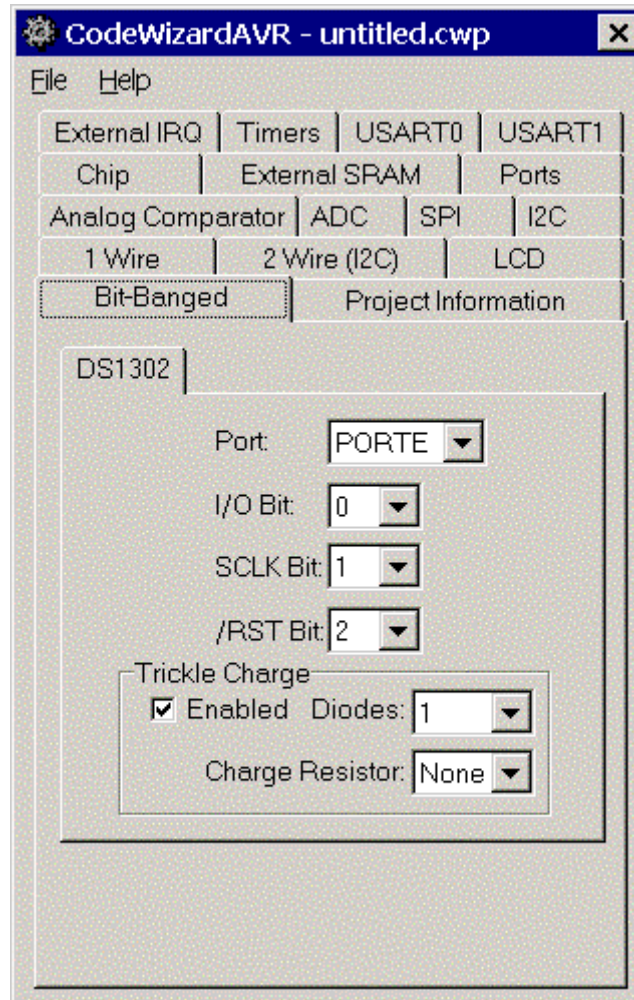 CodeWizardAVR - untitled.cwp
File Help
External IRQ Timers USART0 USART1
Chip External SRAM Ports
Analog Comparator ADC SPI I2C
1 Wire 2 Wire (I2C) LCD
Bit-Banged Project Information
DS1302
Port: PORTE
I/O Bit: 0
SCLK Bit: 1
/RST Bit: 2
Trickle Charge
Enabled Diodes: 1
Charge Resistor: None